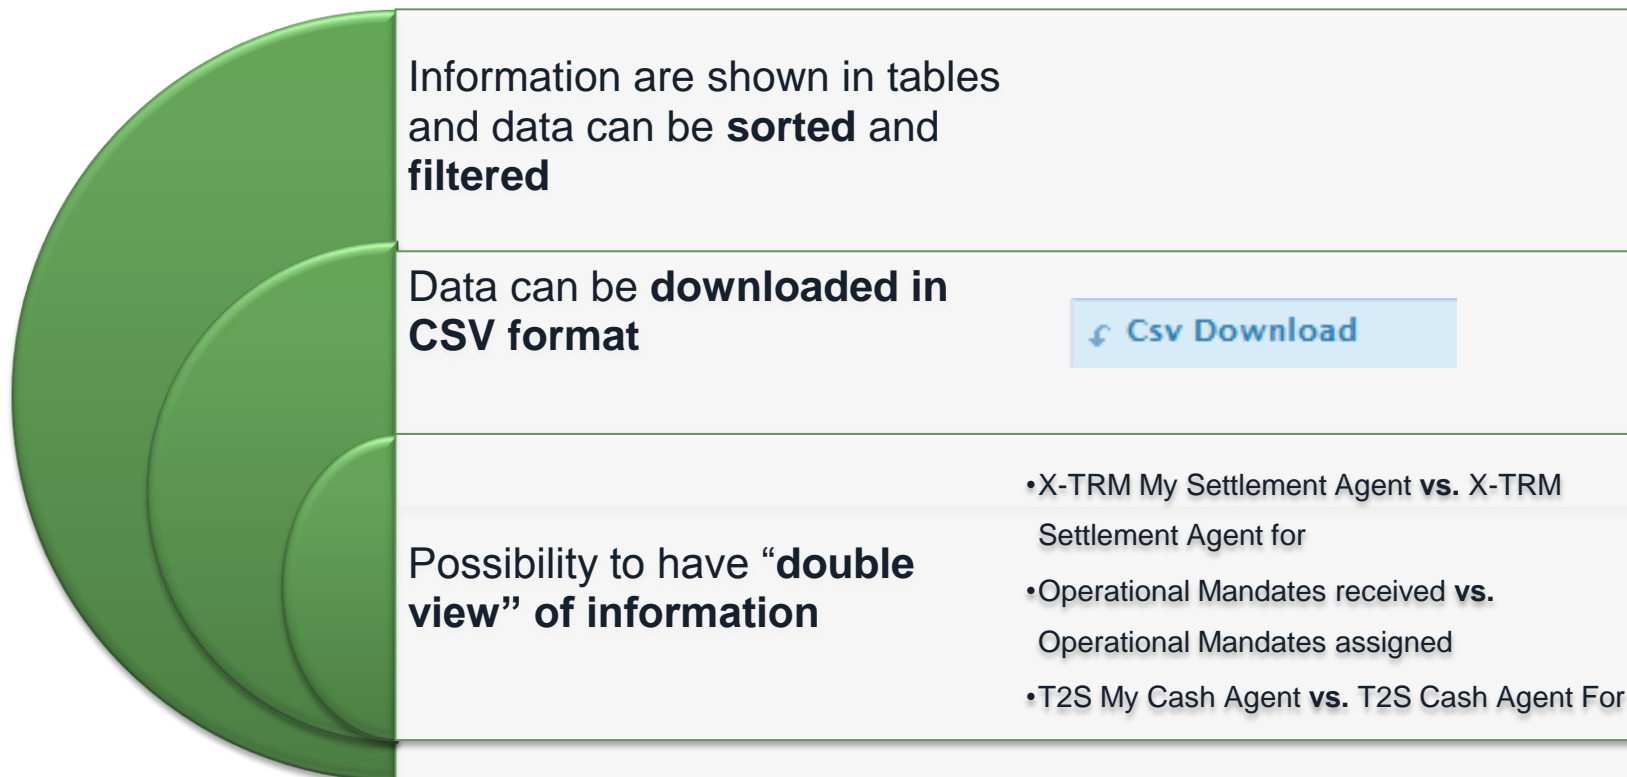 Information are shown in tables
and data can be sorted and
filtered
Data can be downloaded in
CSV format
Csv Download
Possibility to have “double
view” of information
•X-TRM My Settlement Agent vs. X-TRM
Settlement Agent for
•Operational Mandates received vs.
Operational Mandates assigned
•T2S My Cash Agent vs. T2S Cash Agent For